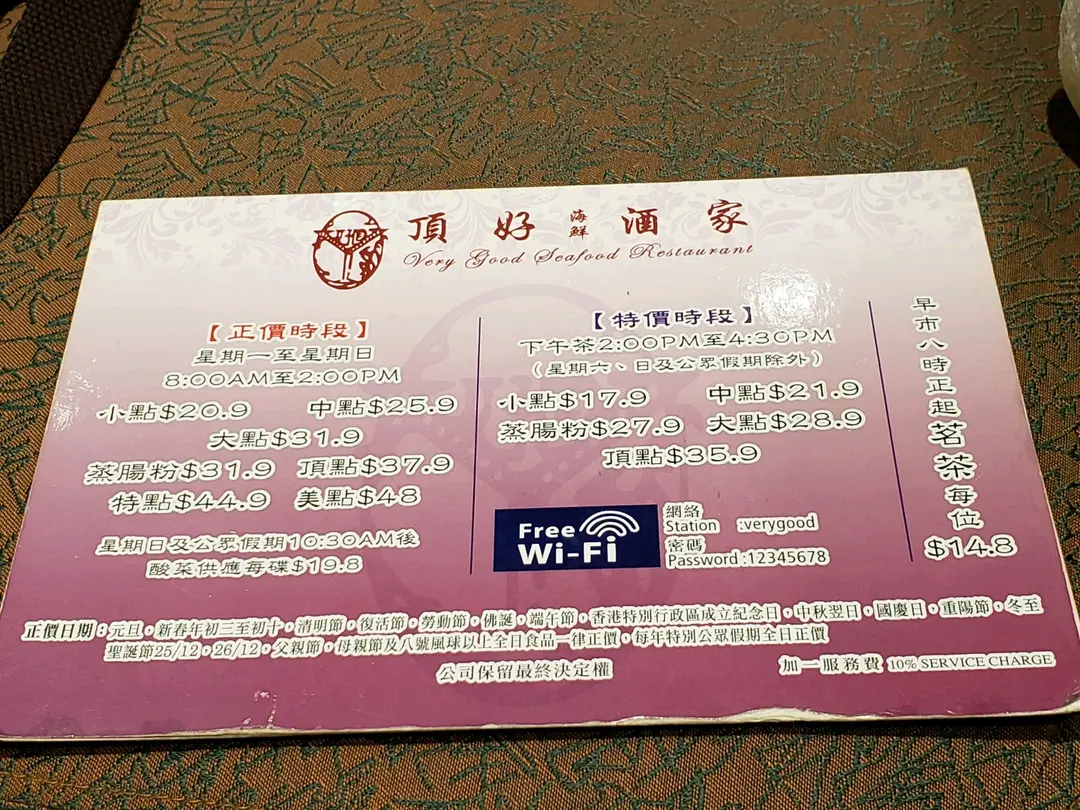 頂好海鮮酒家
Very Good Seafood Restaurant
【正價時段】
星期一至星期日
8:00AM至2:00PM
小點$20.9 中點$25.9
大點$31.9
蒸腸粉$31.9 頂點$37.9
特點$44.9 美點$48
星期日及公眾假期10:30AM後
酸菜供應每碟$19.8
【特價時段】
下午茶2:00PM至4:30PM
(星期六、日及公眾假期除外)
小點$17.9 中點$21.9
蒸腸粉$27.9 大點$28.9
頂點$35.9
Free
Wi-Fi
網絡
Station :verygood
密碼
Password :12345678
早市八時正起茗茶每位
$14.8
正價日期：元旦，新春年初三至初十，清明節，復活節，勞動節，佛誕，端午節，香港特別行政區成立紀念日，中秋翌日，國慶日，重陽節，冬至
聖誕節25/12，26/12，父親節，母親節及八號風球以上全日食品一律正價，每年特別公眾假期全日正價
公司保留最終決定權
加一服務費 10% SERVICE CHARGE